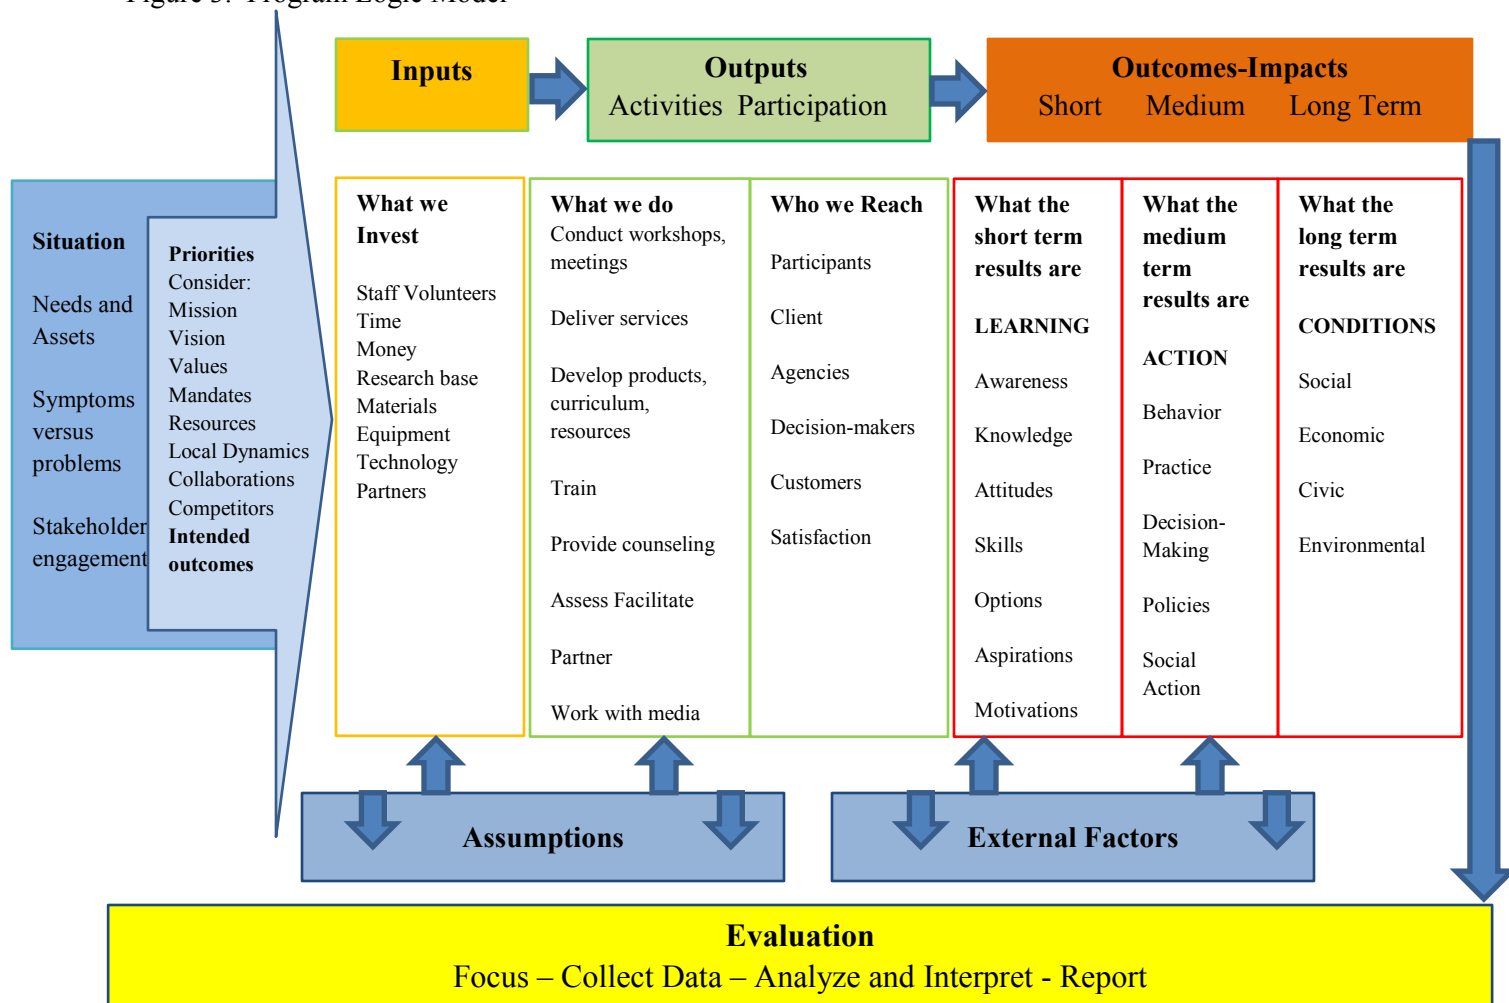 Figure 3.  Program Logic Model
Inputs
Outputs
Activities  Participation
Outcomes-Impacts
Short Medium Long Term
Situation
Needs and
Assets
Symptoms
versus
problems
Stakeholder
engagement
Priorities
Consider:
Mission
Vision
Values
Mandates
Resources
Local Dynamics
Collaborations
Competitors
Intended
outcomes
What we
Invest
Staff Volunteers
Time
Money
Research base
Materials
Equipment
Technology
Partners
What we do
Conduct workshops,
meetings
Deliver services
Develop products,
curriculum,
resources
Train
Provide counseling
Assess Facilitate
Partner
Work with media
Who we Reach
Participants
Client
Agencies
Decision-makers
Customers
Satisfaction
What the
short term
results are
LEARNING
Awareness
Knowledge
Attitudes
Skills
Options
Aspirations
Motivations
What the
medium
term
results are
ACTION
Behavior
Practice
Decision-
Making
Policies
Social
Action
What the
long term
results are
CONDITIONS
Social
Economic
Civic
Environmental
Assumptions
External Factors
Evaluation
Focus – Collect Data – Analyze and Interpret - Report